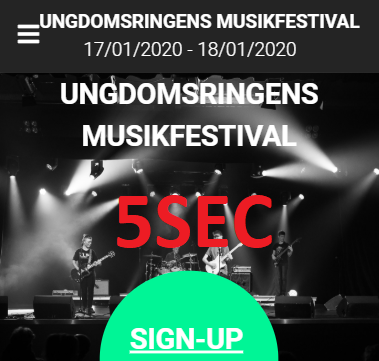 UNGDOMSRINGENS MUSIKFESTIVAL
17/01/2020 - 18/01/2020
UNGDOMSRINGENS
MUSIKFESTIVAL
5SEC
SIGN-UP